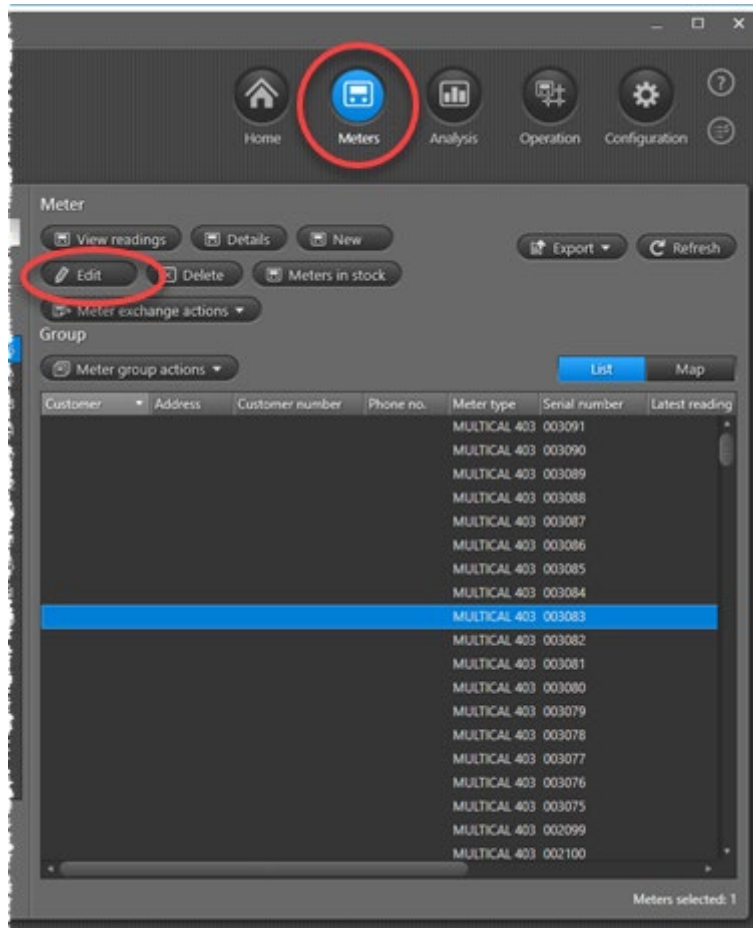 Home Meters Analysis Operation Configuration
Meter
View readings Details New Export Refresh
Edit Delete Meters in stock
Meter exchange actions
Group
Meter group actions List Map
Customer Address Customer number Phone no. Meter type Serial number Latest reading
MULTICAL 403 003091
MULTICAL 403 003090
MULTICAL 403 003089
MULTICAL 403 003088
MULTICAL 403 003087
MULTICAL 403 003086
MULTICAL 403 003085
MULTICAL 403 003084
MULTICAL 403 003083
MULTICAL 403 003082
MULTICAL 403 003081
MULTICAL 403 003080
MULTICAL 403 003079
MULTICAL 403 003078
MULTICAL 403 003077
MULTICAL 403 003076
MULTICAL 403 003075
MULTICAL 403 002099
MULTICAL 403 002100
Meters selected: 1